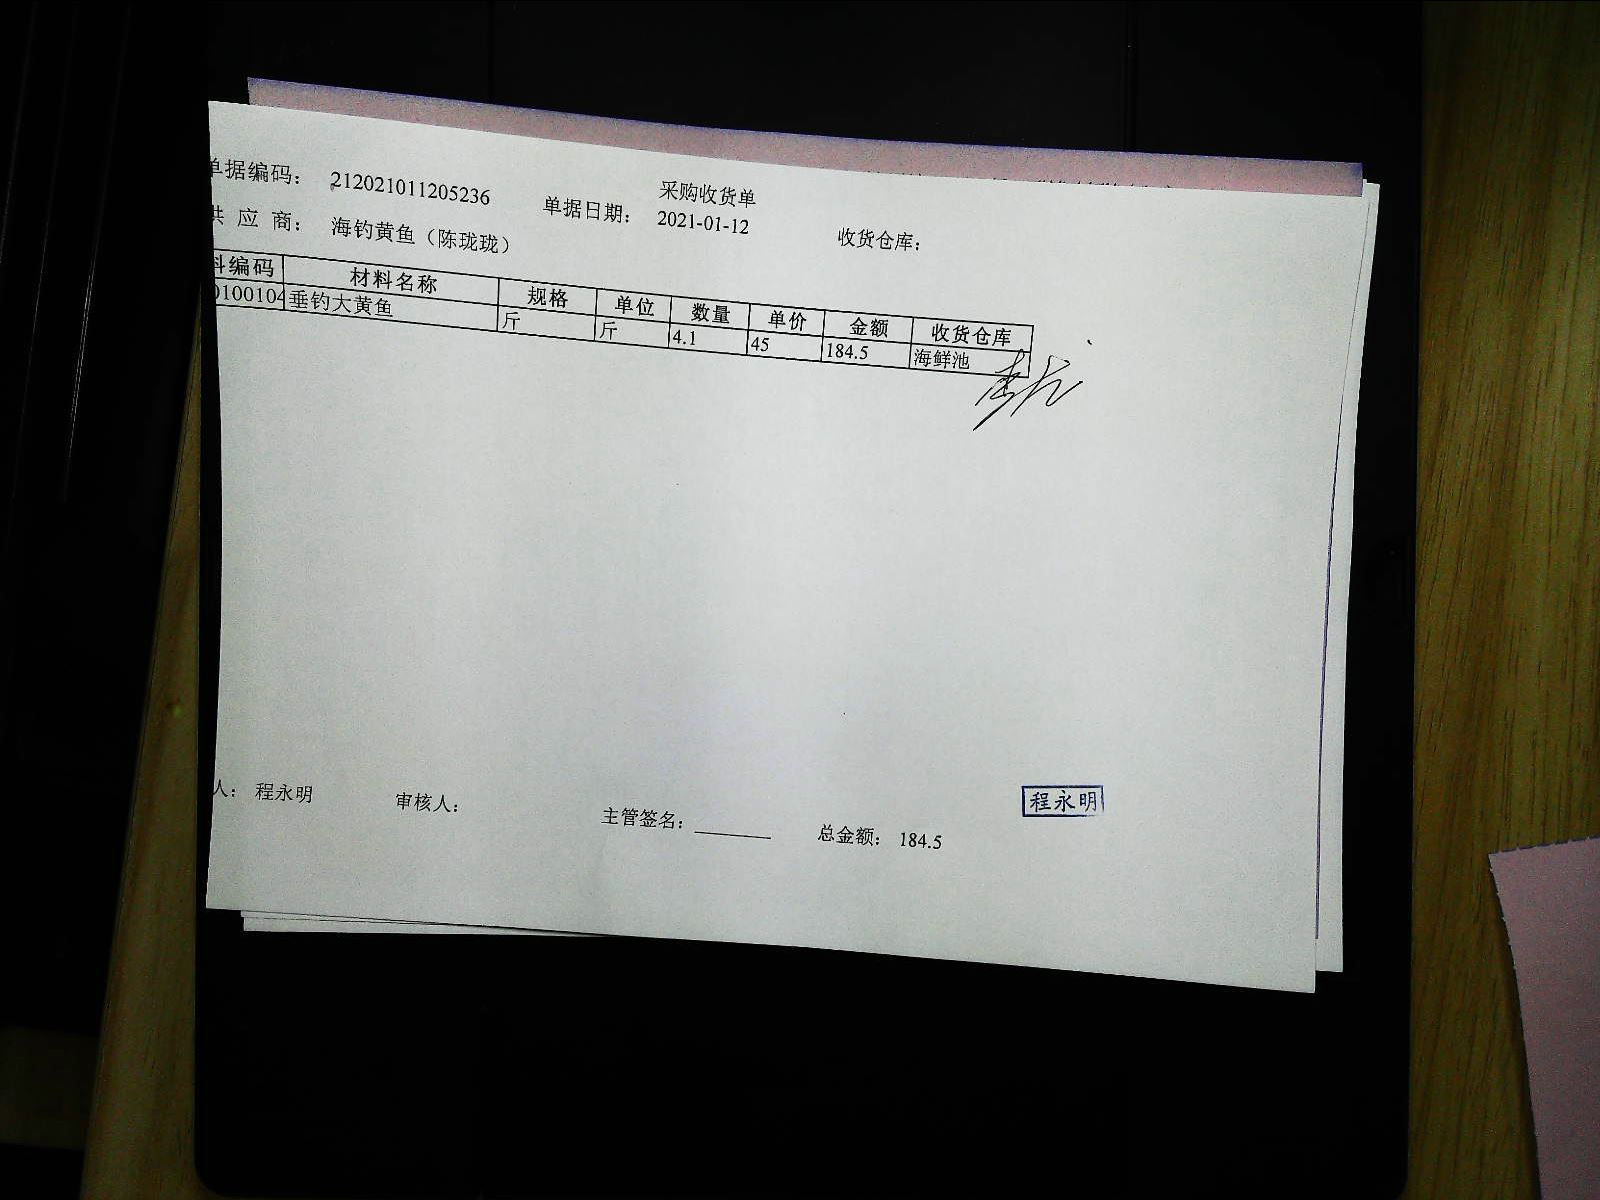 采购收货单
单据编码： 212021011205236 单据日期： 2021-01-12 收货仓库：
供 应 商： 海钓黄鱼（陈珑珑）
料编码 材料名称 规格 单位 数量 单价 金额 收货仓库
0100104 垂钓大黄鱼 斤 斤 4.1 45 184.5 海鲜池
人： 程永明 审核人： 主管签名： 总金额： 184.5
程永明